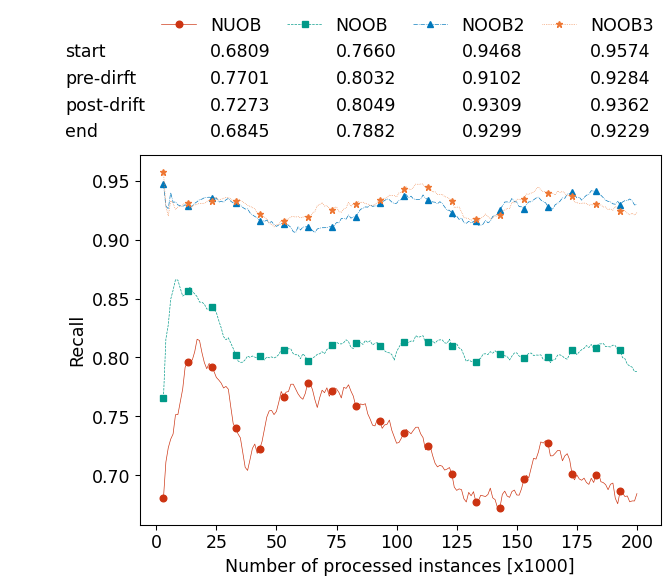 NUOB NOOB NOOB2 NOOB3
start 0.6809 0.7660 0.9468 0.9574
pre-dirft 0.7701 0.8032 0.9102 0.9284
post-drift 0.7273 0.8049 0.9309 0.9362
end 0.6845 0.7882 0.9299 0.9229
0.95
0.90
0.85
0.80
0.75
0.70
Recall
0 25 50 75 100 125 150 175 200
Number of processed instances [x1000]